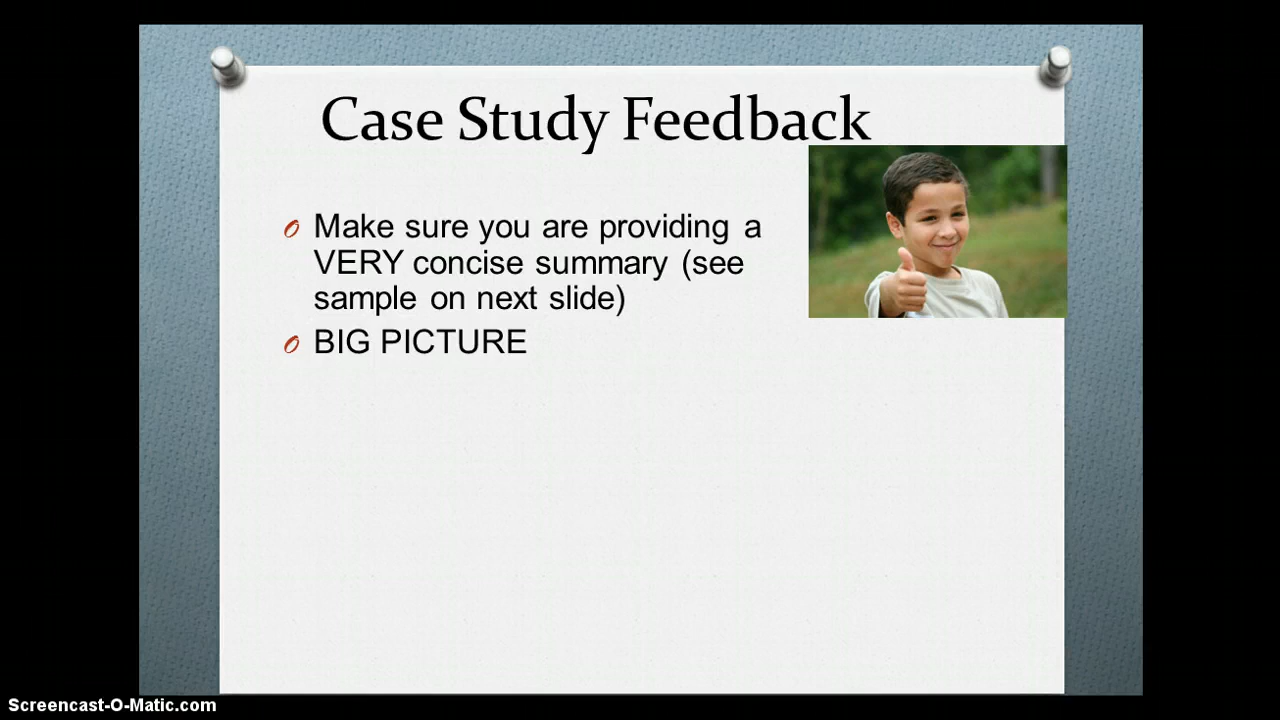 Case Study Feedback
Make sure you are providing a
VERY concise summary (see
sample on next slide)
BIG PICTURE
Screencast-O-Matic.com